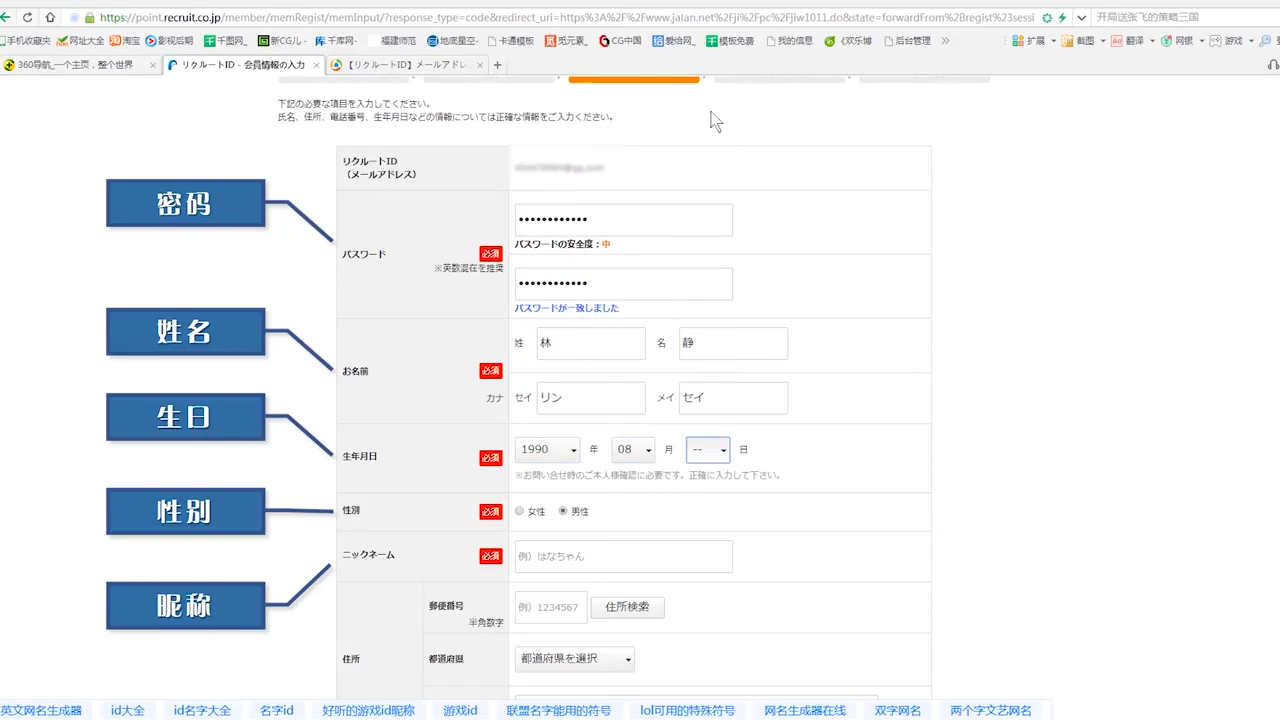 https://point.recruit.co.jp/member/memRegist/memInput/?response_type=code&redirect_uri=https%3A%2F%2Fwww.jalan.net%2Fji%2Fpc%2Fjiw1011.do&state=forwardFrom%2Bregist%23sessi
开局送张飞的策略三国
手机收藏夹 网址大全 淘宝 影视后期 千图网_ 新CG儿- 千库网- 福建师范 地底星空- 卡通模板 觅元素_ CG中国 爱给网_ 模板免费 我的信息 《欢乐博 后台管理 »
扩展 截图 翻译 网银 游戏
360导航_一个主页，整个世界
リクルートID - 会員情報の入力
【リクルートID】メールアドレ
下記の必要な項目を入力してください。
氏名、住所、電話番号、生年月日などの情報については正確な情報をご入力ください。
リクルートID
（メールアドレス）
密码
パスワード
必須
※英数混在を推奨
パスワードの安全度：中
パスワードが一致しました
姓名
お名前
必須
姓 林 名 静
カナ セイ リン メイ セイ
生日
生年月日
必須
1990 年 08 月 -- 日
※お問い合せ時のご本人様確認に必要です。正確に入力して下さい。
性别
性別
必須
女性 男性
昵称
ニックネーム
必須
例）はなちゃん
住所
郵便番号
半角数字
例）1234567
住所検索
都道府県
都道府県を選択
英文网名生成器 id大全 id名字大全 名字id 好听的游戏id昵称 游戏id 联盟名字能用的符号 lol可用的特殊符号 网名生成器在线 双字网名 两个字文艺网名